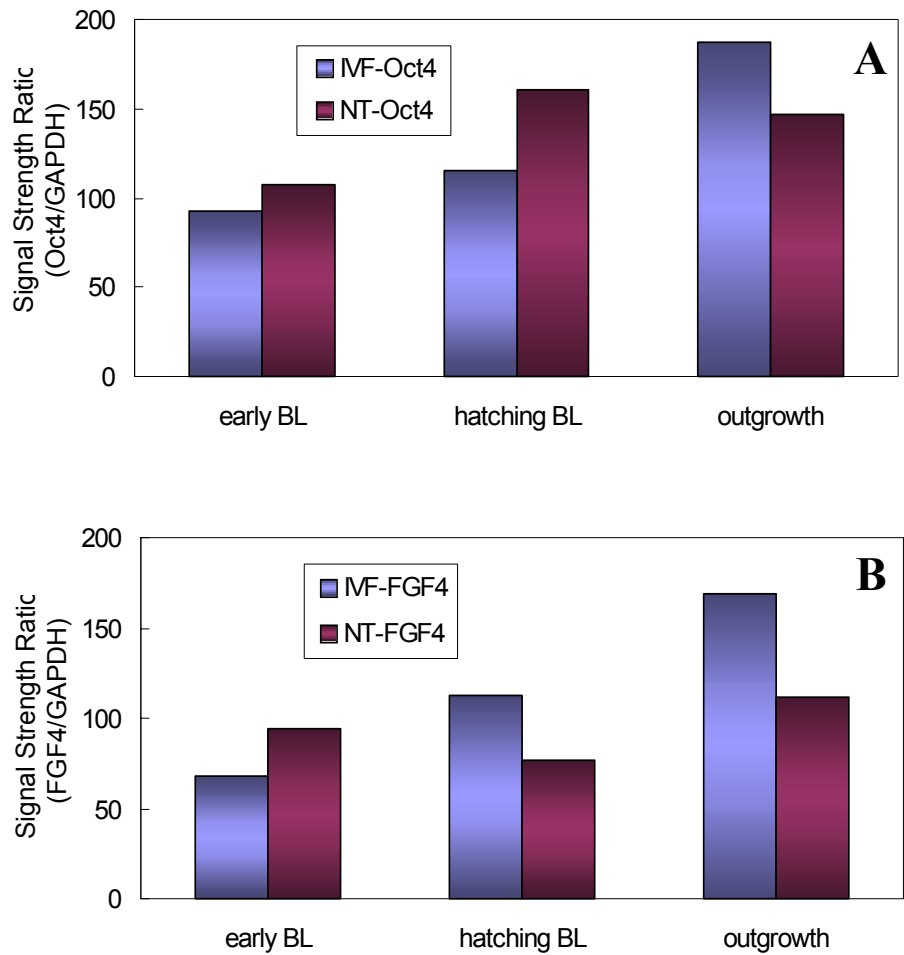 200
150
100
50
0
Signal Strength Ratio
(Oct4/GAPDH)
IVF-Oct4
NT-Oct4
A
early BL
hatching BL
outgrowth
200
150
100
50
0
Signal Strength Ratio
(FGF4/GAPDH)
IVF-FGF4
NT-FGF4
B
early BL
hatching BL
outgrowth